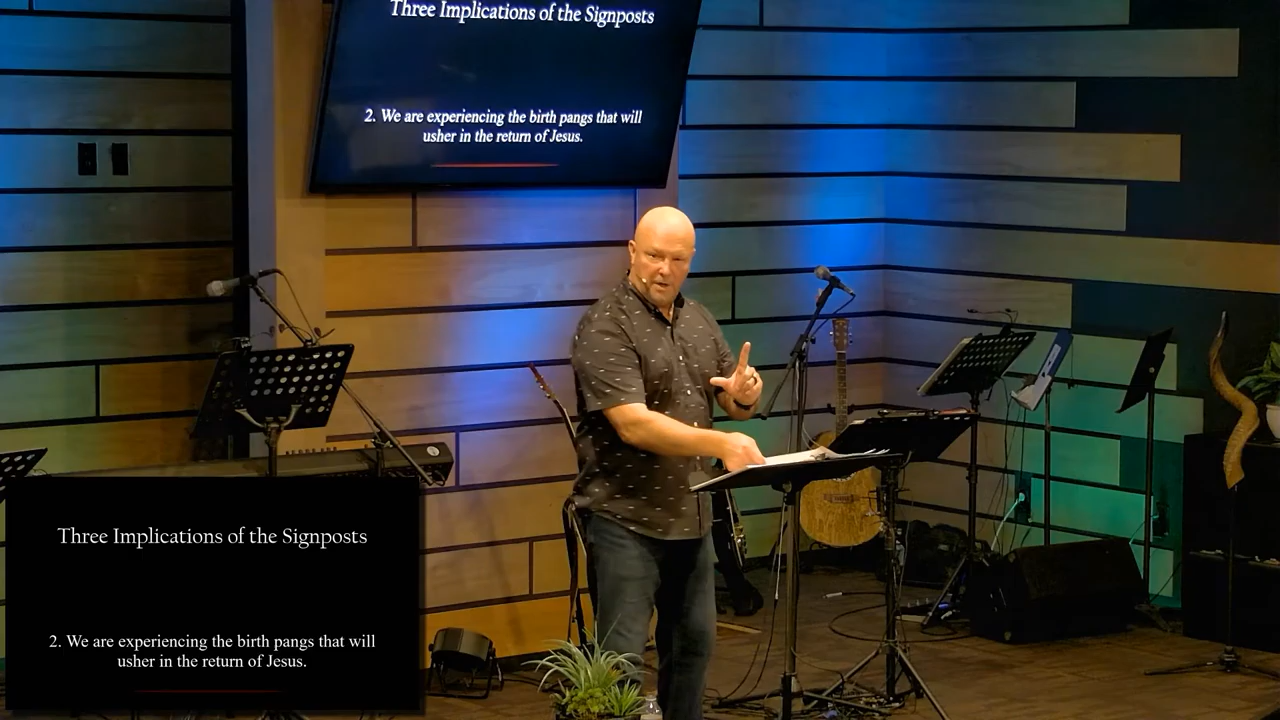 Three Implications of the Signposts
2. We are experiencing the birth pangs that will
usher in the return of Jesus.
Three Implications of the Signposts
2. We are experiencing the birth pangs that will
usher in the return of Jesus.